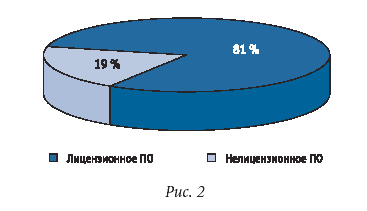 81 %
19 %
Лицензионное ПО
Нелицензионное ПО
Рис. 2